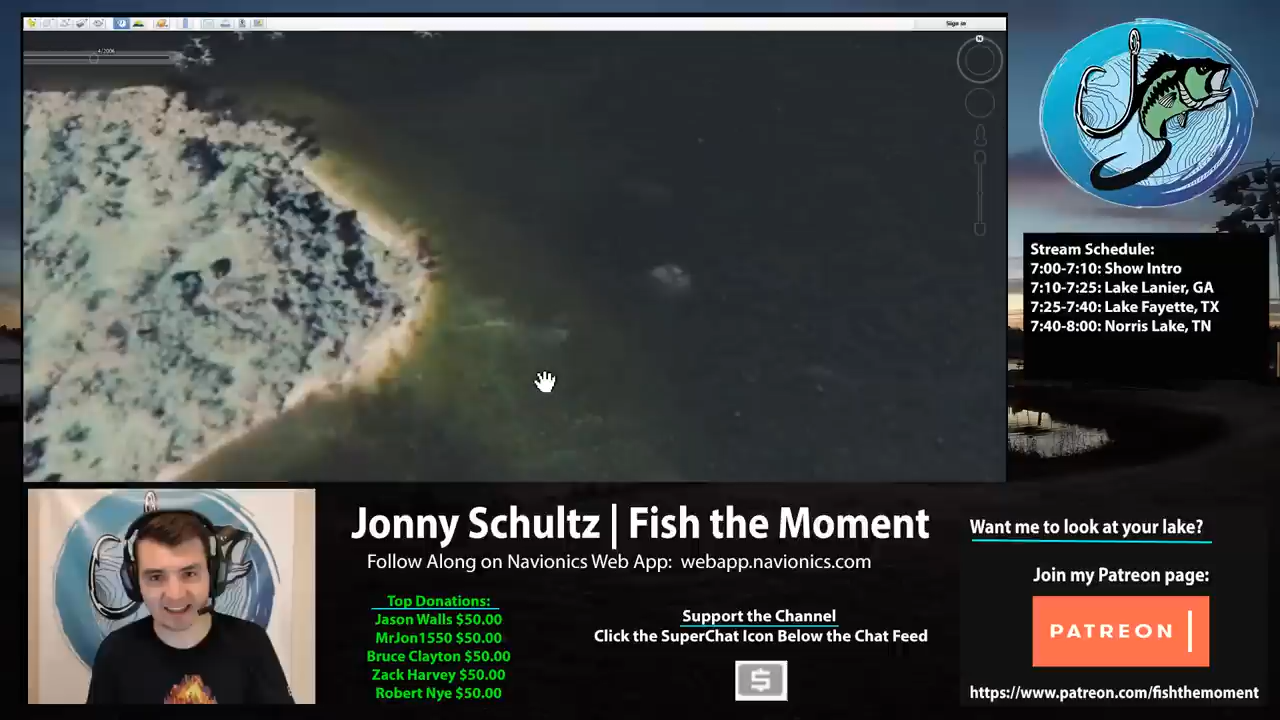 Sign in
4/2006
N
Stream Schedule:
7:00-7:10: Show Intro
7:10-7:25: Lake Lanier, GA
7:25-7:40: Lake Fayette, TX
7:40-8:00: Norris Lake, TN
Jonny Schultz | Fish the Moment
Follow Along on Navionics Web App: webapp.navionics.com
Top Donations:
Jason Walls $50.00
MrJon1550 $50.00
Bruce Clayton $50.00
Zack Harvey $50.00
Robert Nye $50.00
Support the Channel
Click the SuperChat Icon Below the Chat Feed
$
Want me to look at your lake?
Join my Patreon page:
PATREON
https://www.patreon.com/fishthemoment